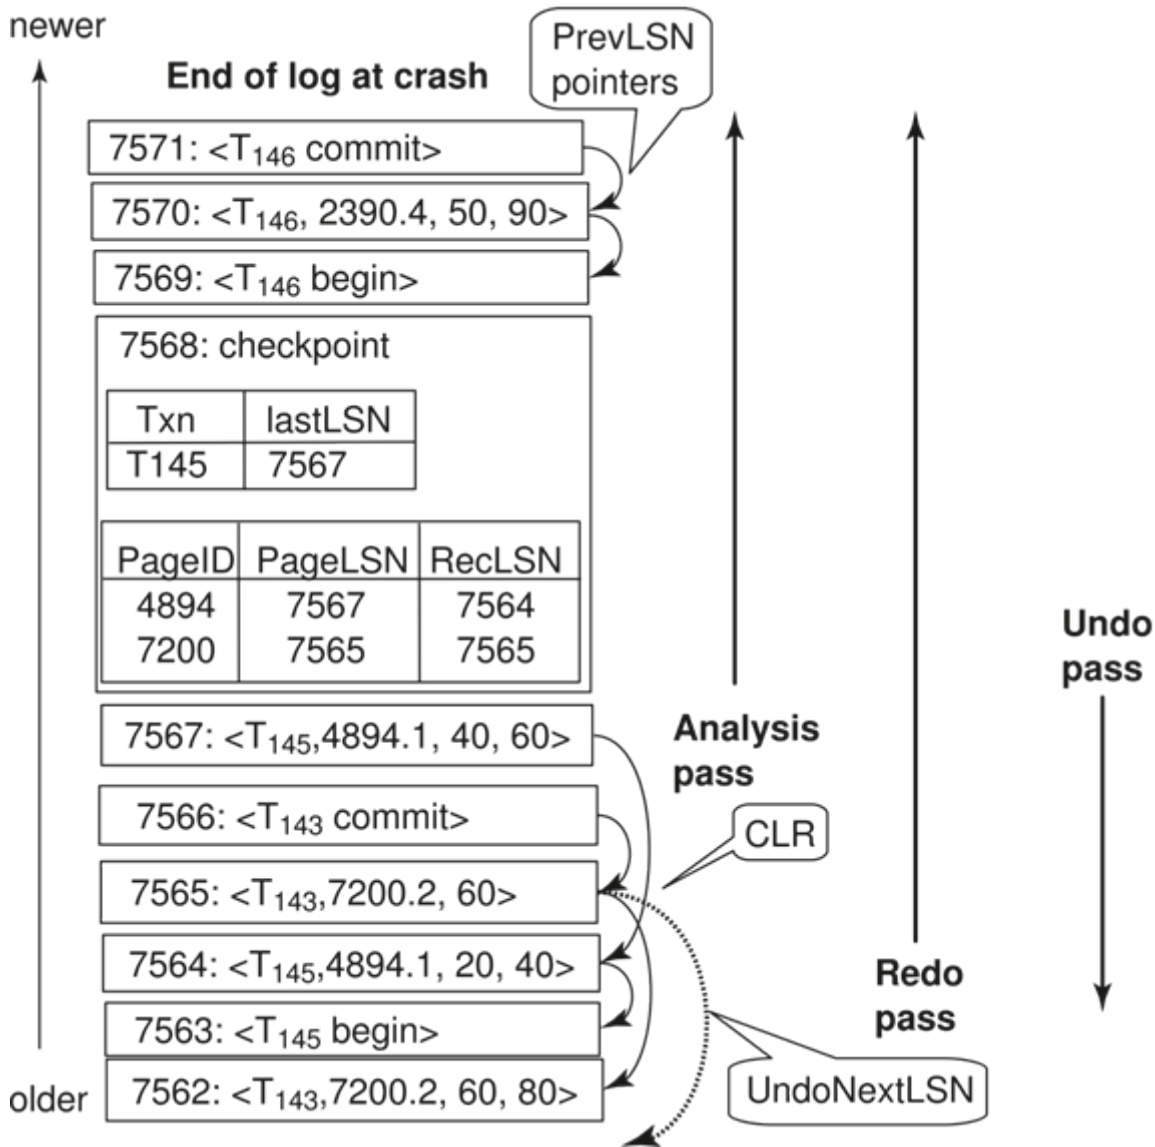 newer
End of log at crash
PrevLSN
pointers
7571: <T146 commit>
7570: <T146, 2390.4, 50, 90>
7569: <T146 begin>
7568: checkpoint
Txn lastLSN
T145 7567
PageID PageLSN RecLSN
4894 7567 7564
7200 7565 7565
7567: <T145,4894.1, 40, 60>
7566: <T143 commit>
7565: <T143,7200.2, 60>
7564: <T145,4894.1, 20, 40>
7563: <T145 begin>
7562: <T143,7200.2, 60, 80>
older
Analysis
pass
CLR
Redo
pass
UndoNextLSN
Undo
pass